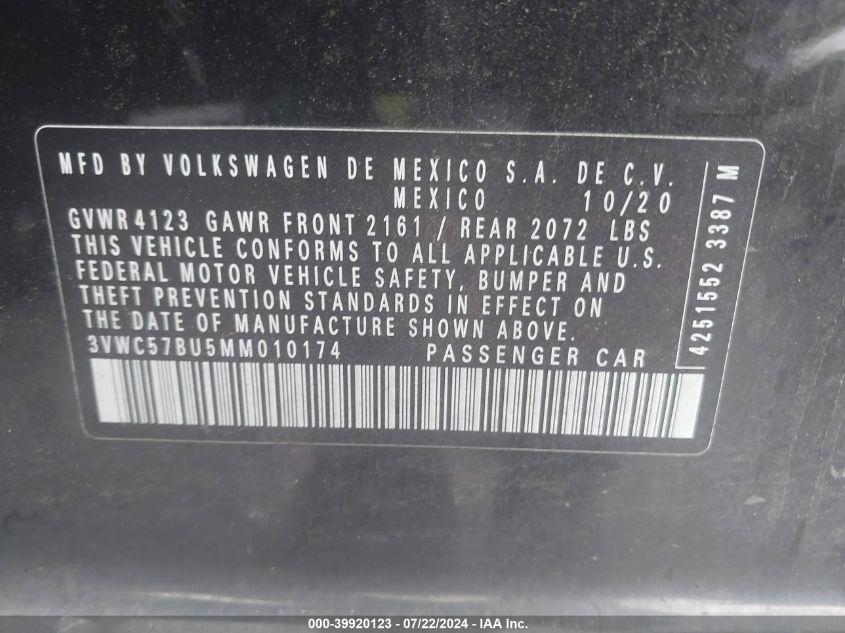 MFD BY VOLKSWAGEN DE MEXICO S.A. DE C.V.
MEXICO 10/20
GVWR 4123 GAWR FRONT 2161 / REAR 2072 LBS
THIS VEHICLE CONFORMS TO ALL APPLICABLE U.S.
FEDERAL MOTOR VEHICLE SAFETY, BUMPER AND
THEFT PREVENTION STANDARDS IN EFFECT ON
THE DATE OF MANUFACTURE SHOWN ABOVE.
3VWC57BU5MM010174 PASSENGER CAR
4251552 3387 M
000-39920123 - 07/22/2024 - IAA Inc.